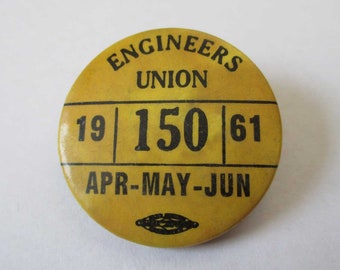 ENGINEERS
UNION
19 150 61
APR-MAY-JUN